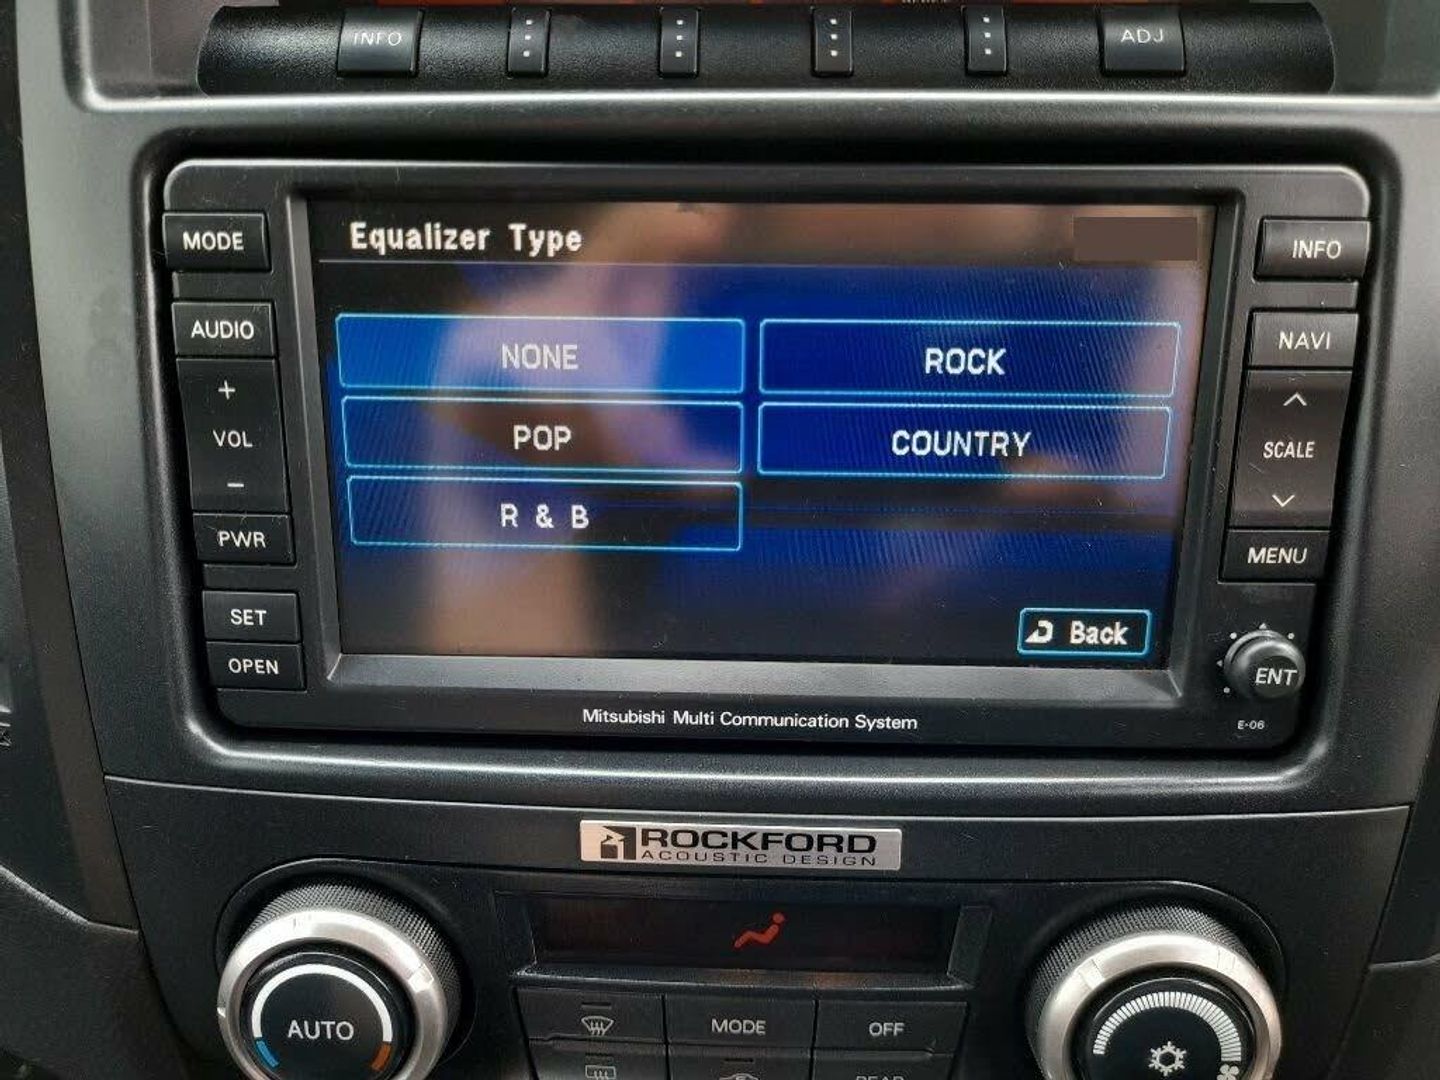 INFO
ADJ
MODE
Equalizer Type
INFO
AUDIO
NONE
ROCK
NAVI
+
VOL
POP
COUNTRY
SCALE
−
R & B
PWR
MENU
SET
Back
OPEN
ENT
Mitsubishi Multi Communication System
E-06
ROCKFORD
ACOUSTIC DESIGN
AUTO
MODE
OFF
REAR